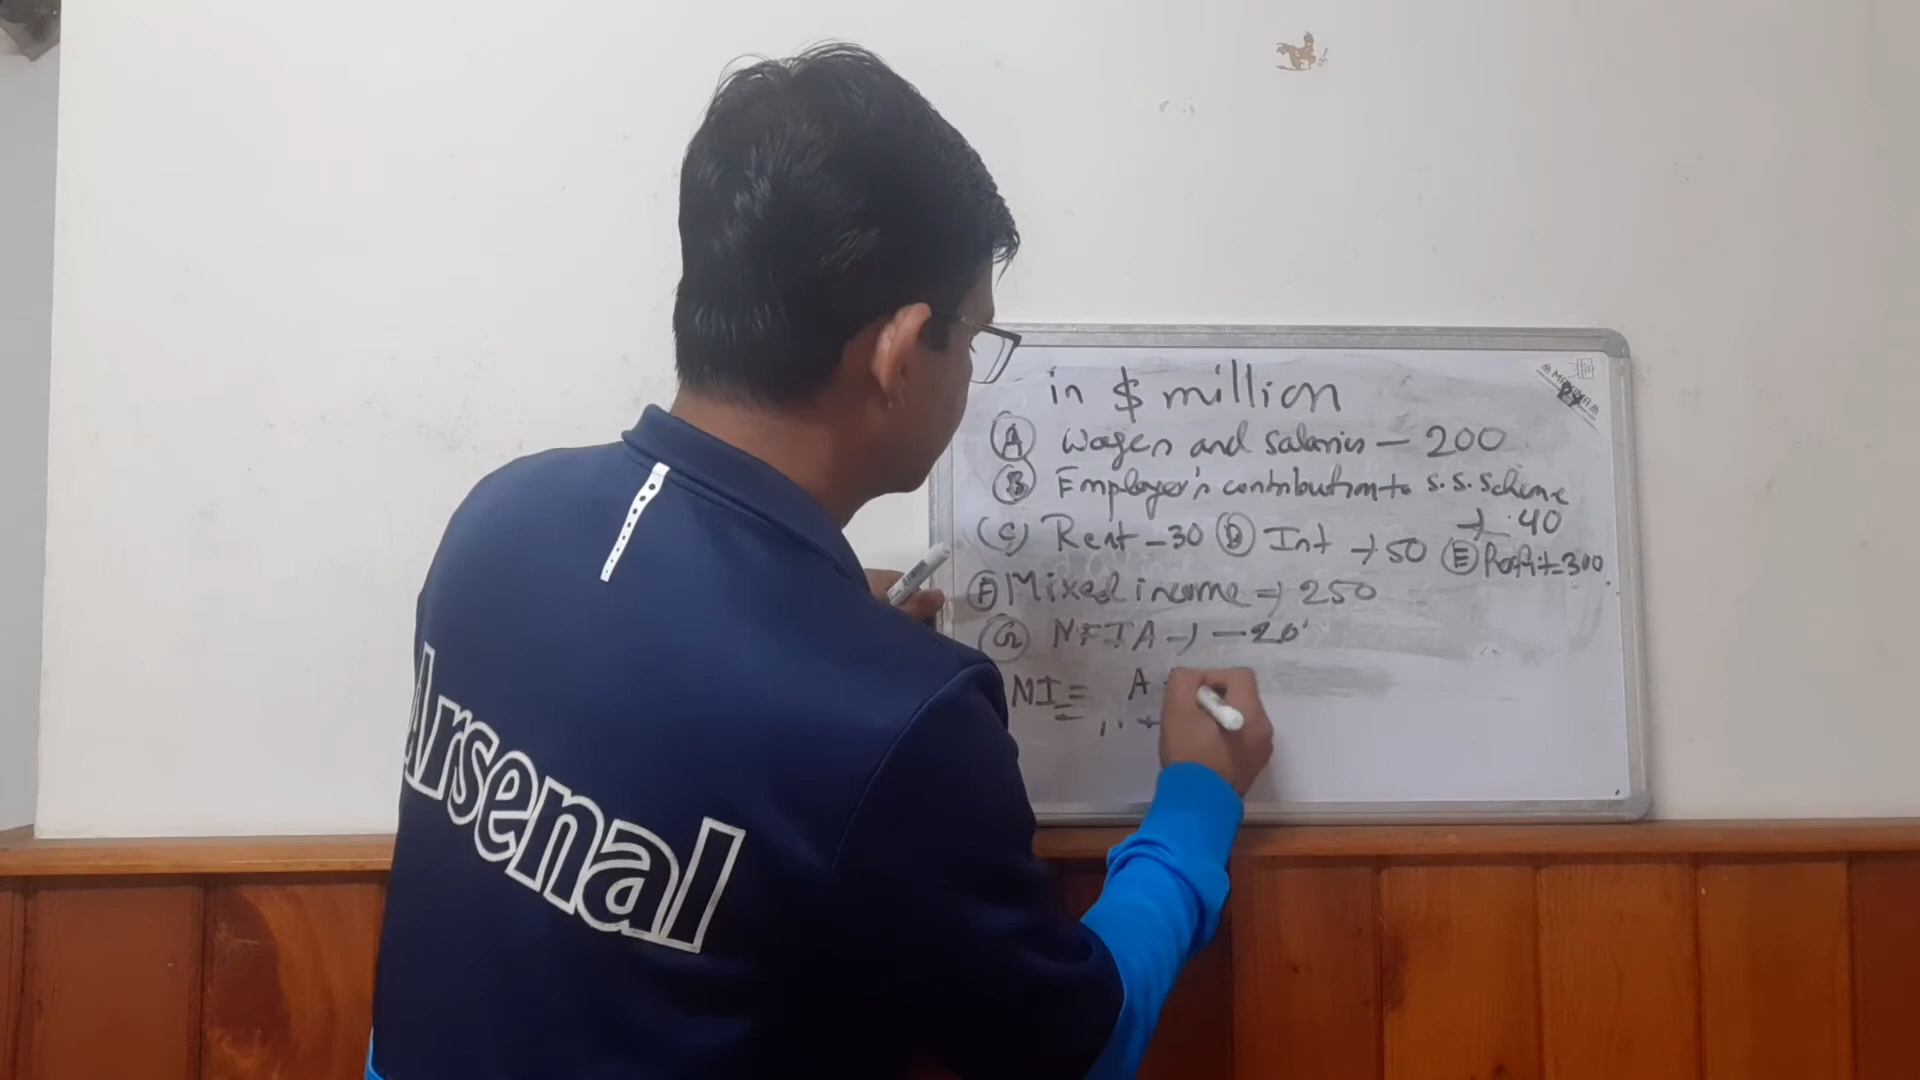 in $ million
(A) Wages and salaries — 200
(B) Employer's contribution to s.s. scheme
→ 40
(C) Rent — 30 (D) Int → 50 (E) Profit = 300
(F) Mixed income → 250
(G) NFIA → — 20
NI = A
Arsenal